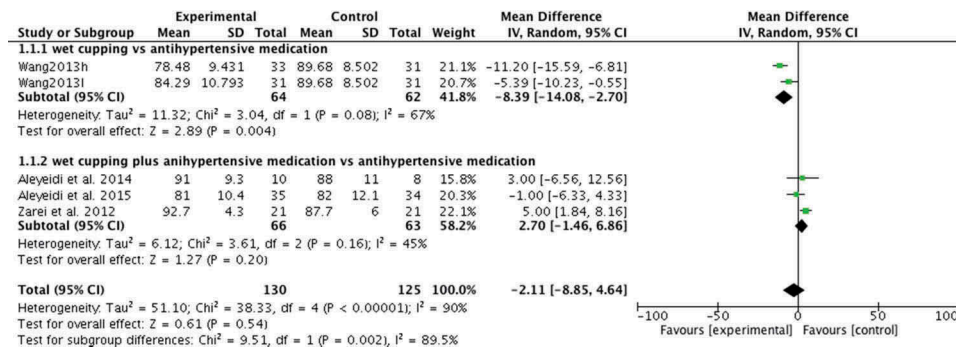 Experimental Control Mean Difference Mean Difference
Study or Subgroup Mean SD Total Mean SD Total Weight IV, Random, 95% CI IV, Random, 95% CI
1.1.1 wet cupping vs antihypertensive medication
Wang2013h 78.48 9.431 33 89.68 8.502 31 21.1% -11.20 [-15.59, -6.81]
Wang2013l 84.29 10.793 31 89.68 8.502 31 20.7% -5.39 [-10.23, -0.55]
Subtotal (95% CI) 64 62 41.8% -8.39 [-14.08, -2.70]
Heterogeneity: Tau² = 11.32; Chi² = 3.04, df = 1 (P = 0.08); I² = 67%
Test for overall effect: Z = 2.89 (P = 0.004)
1.1.2 wet cupping plus anihypertensive medication vs antihypertensive medication
Aleyeidi et al. 2014 91 9.3 10 88 11 8 15.8% 3.00 [-6.56, 12.56]
Aleyeidi et al. 2015 81 10.4 35 82 12.1 34 20.3% -1.00 [-6.33, 4.33]
Zarei et al. 2012 92.7 4.3 21 87.7 6 21 22.1% 5.00 [1.84, 8.16]
Subtotal (95% CI) 66 63 58.2% 2.70 [-1.46, 6.86]
Heterogeneity: Tau² = 6.12; Chi² = 3.61, df = 2 (P = 0.16); I² = 45%
Test for overall effect: Z = 1.27 (P = 0.20)
Total (95% CI) 130 125 100.0% -2.11 [-8.85, 4.64]
Heterogeneity: Tau² = 51.10; Chi² = 38.33, df = 4 (P < 0.00001); I² = 90%
Test for overall effect: Z = 0.61 (P = 0.54)
Test for subgroup differences: Chi² = 9.51, df = 1 (P = 0.002), I² = 89.5%
-100 -50 0 50 100
Favours [experimental] Favours [control]